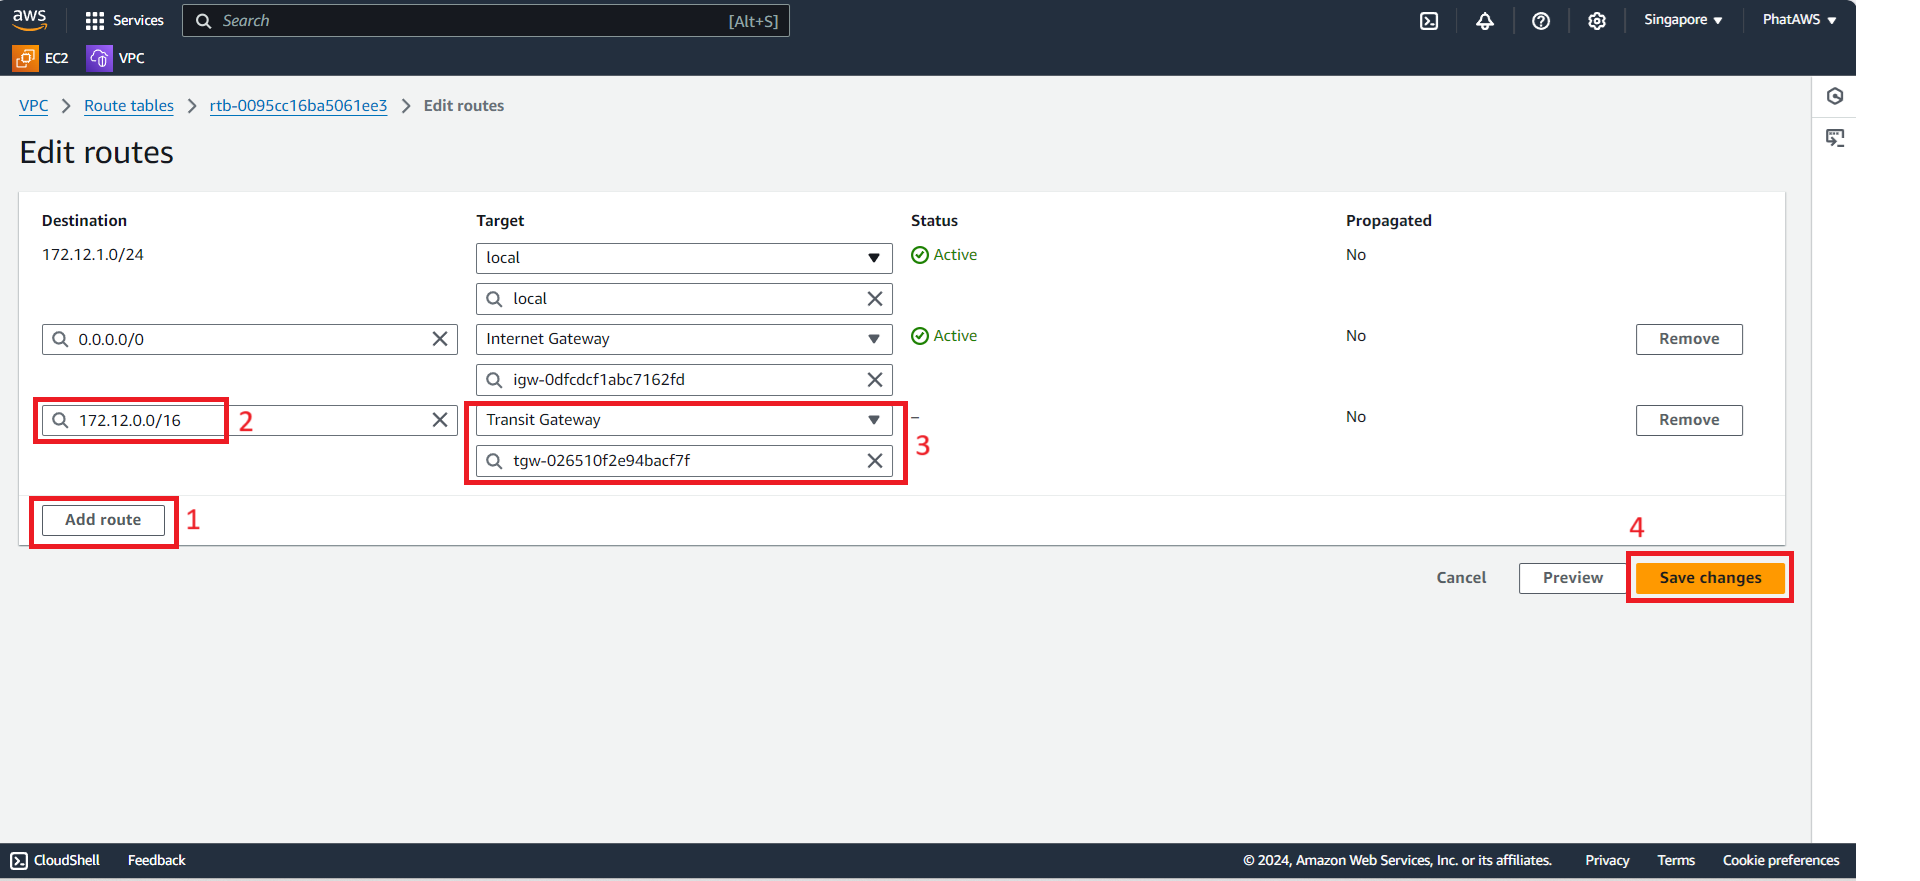 aws Services Search [Alt+S] Singapore PhatAWS
EC2 VPC
VPC Route tables rtb-0095cc16ba5061ee3 Edit routes
Edit routes
Destination Target Status Propagated
172.12.1.0/24 local Active No
local
0.0.0.0/0 Internet Gateway Active No Remove
igw-0dfcdcf1abc7162fd
172.12.0.0/16 2 Transit Gateway – No Remove
3
tgw-026510f2e94bacf7f
Add route 1
4
Cancel Preview Save changes
CloudShell Feedback © 2024, Amazon Web Services, Inc. or its affiliates. Privacy Terms Cookie preferences